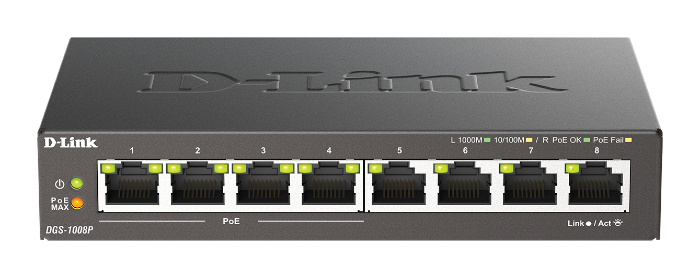 D-Link
D-Link
L 1000M 10/100M / R PoE OK PoE Fail
1 2 3 4 5 6 7 8
PoE
MAX
DGS-1008P
PoE
Link / Act